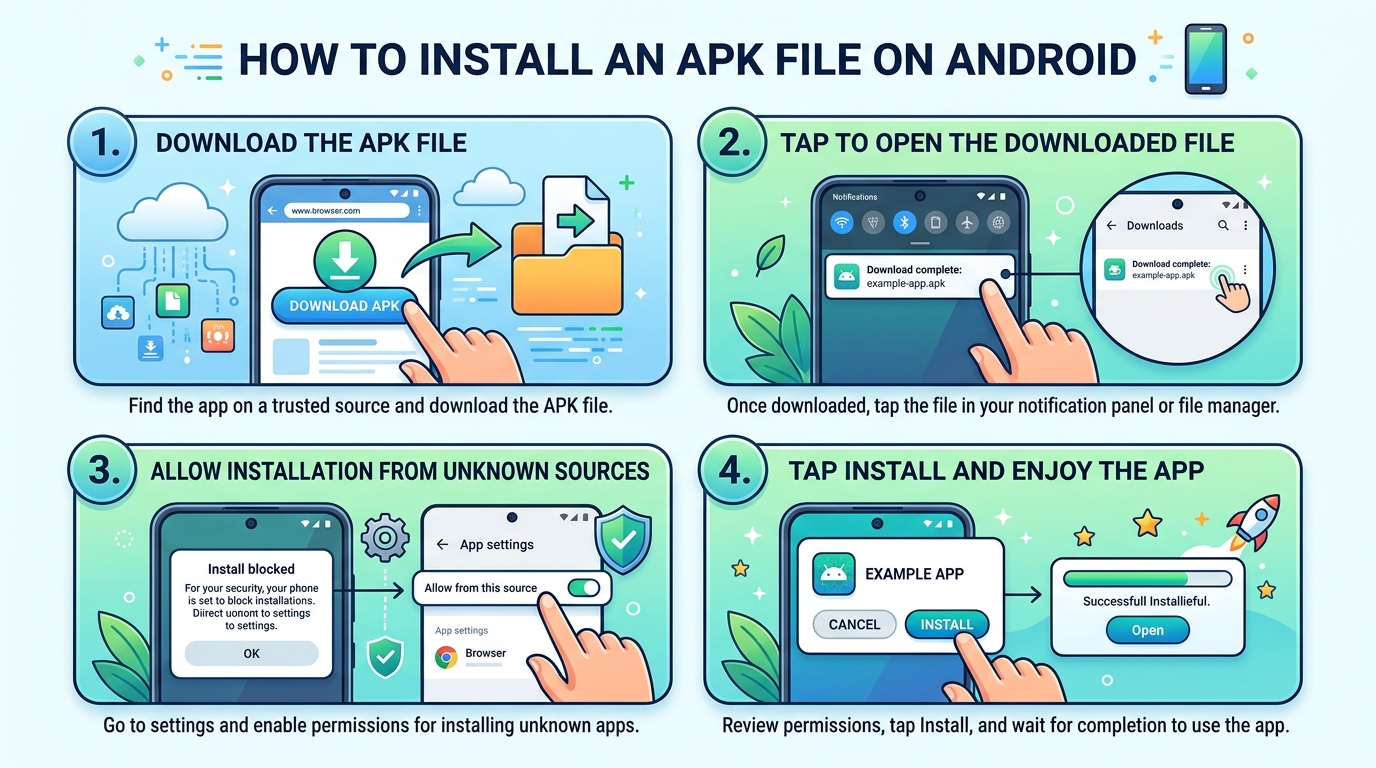 HOW TO INSTALL AN APK FILE ON ANDROID
1.
DOWNLOAD THE APK FILE
www.browser.com
DOWNLOAD APK
Find the app on a trusted source and download the APK file.
2.
TAP TO OPEN THE DOWNLOADED FILE
Notifications
Download complete:
example-app.apk
Downloads
Download complete:
example-app.apk
Once downloaded, tap the file in your notification panel or file manager.
3.
ALLOW INSTALLATION FROM UNKNOWN SOURCES
Install blocked
For your security, your phone
is set to block installations.
Diirect uonont to settings
to settings.
OK
App settings
Allow from this source
App settings
Browser
Go to settings and enable permissions for installing unknown apps.
4.
TAP INSTALL AND ENJOY THE APP
EXAMPLE APP
CANCEL
INSTALL
Successfull Installieful.
Open
Review permissions, tap Install, and wait for completion to use the app.